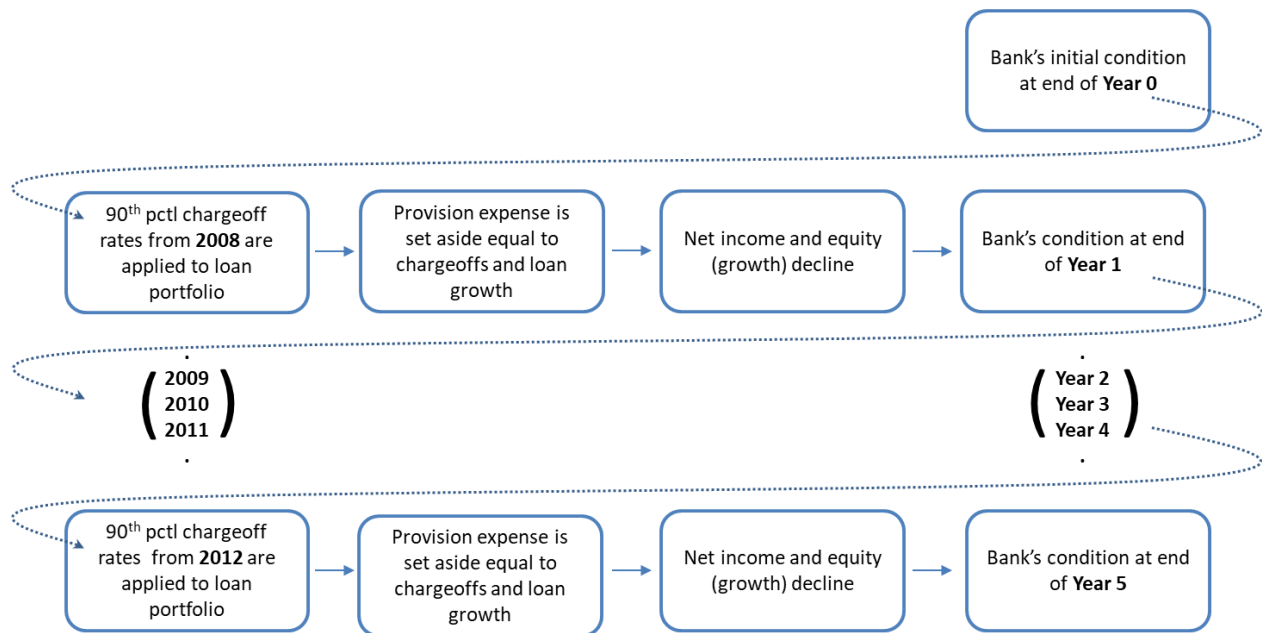 Bank’s initial condition
at end of Year 0
90th pctl chargeoff
rates from 2008 are
applied to loan
portfolio
Provision expense is
set aside equal to
chargeoffs and loan
growth
Net income and equity
(growth) decline
Bank’s condition at end
of Year 1
.
( 2009
2010
2011 )
.
.
( Year 2
Year 3
Year 4 )
.
90th pctl chargeoff
rates from 2012 are
applied to loan
portfolio
Provision expense is
set aside equal to
chargeoffs and loan
growth
Net income and equity
(growth) decline
Bank’s condition at end
of Year 5